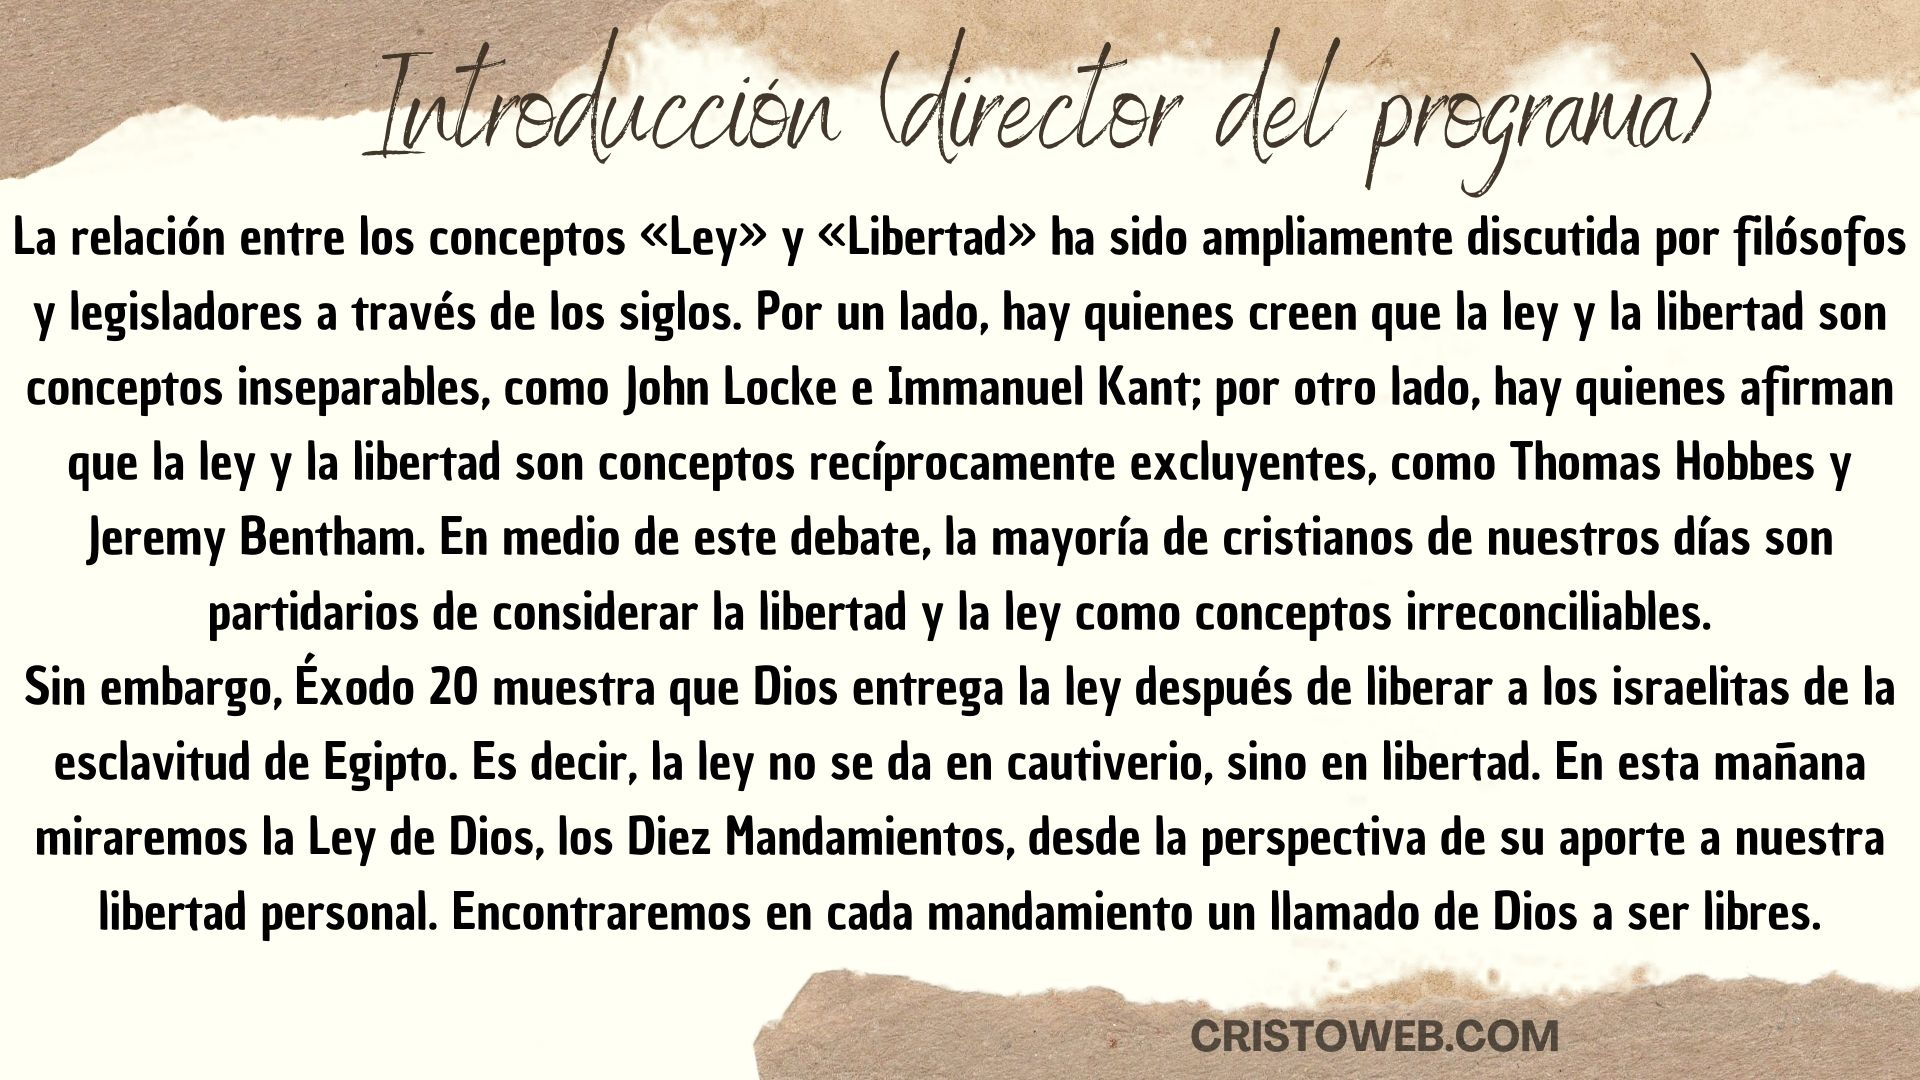 Introducción (director del programa)
La relación entre los conceptos «Ley» y «Libertad» ha sido ampliamente discutida por filósofos
y legisladores a través de los siglos. Por un lado, hay quienes creen que la ley y la libertad son
conceptos inseparables, como John Locke e Immanuel Kant; por otro lado, hay quienes afirman
que la ley y la libertad son conceptos recíprocamente excluyentes, como Thomas Hobbes y
Jeremy Bentham. En medio de este debate, la mayoría de cristianos de nuestros días son
partidarios de considerar la libertad y la ley como conceptos irreconciliables.
Sin embargo, Éxodo 20 muestra que Dios entrega la ley después de liberar a los israelitas de la
esclavitud de Egipto. Es decir, la ley no se da en cautiverio, sino en libertad. En esta mañana
miraremos la Ley de Dios, los Diez Mandamientos, desde la perspectiva de su aporte a nuestra
libertad personal. Encontraremos en cada mandamiento un llamado de Dios a ser libres.
CRISTOWEB.COM